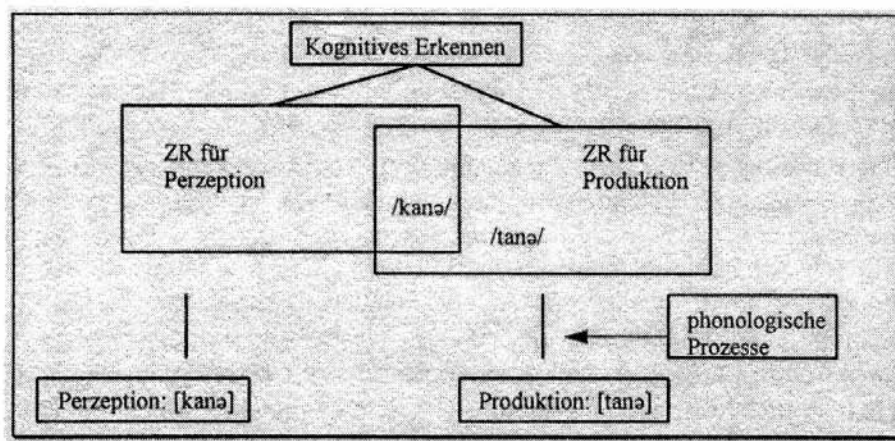 Kognitives Erkennen
ZR für
Perzeption
ZR für
Produktion
/kanə/
/tanə/
phonologische
Prozesse
Perzeption: [kanə]
Produktion: [tanə]